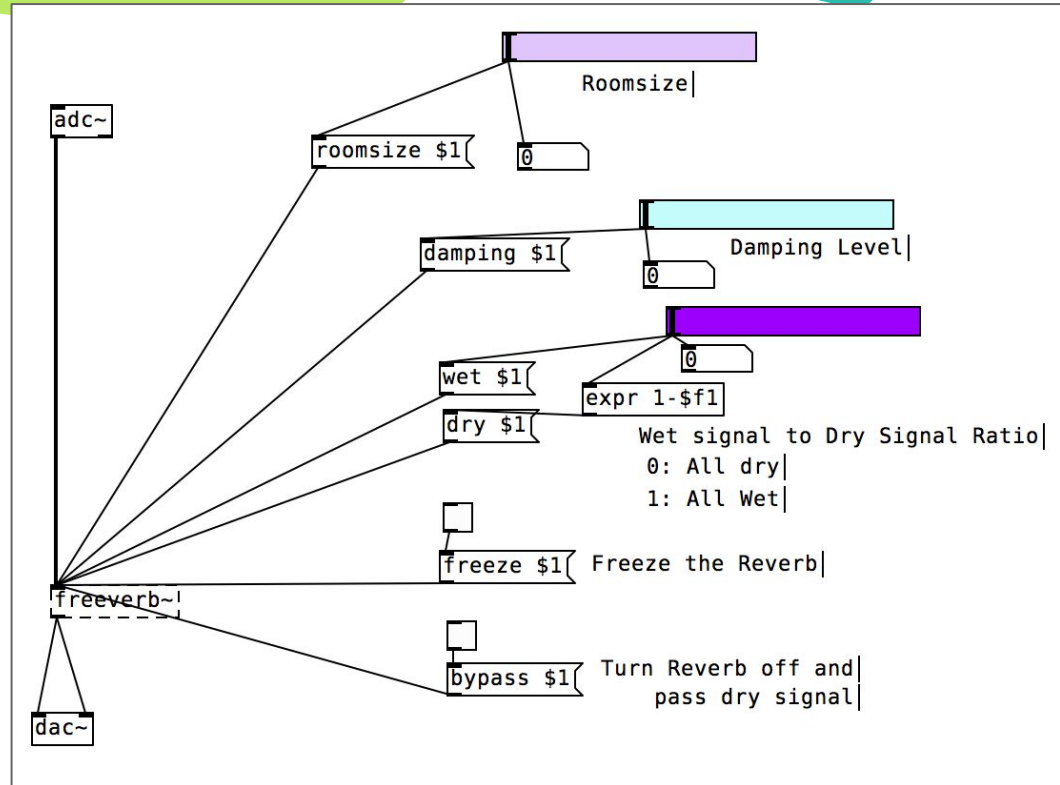 Roomsize
adc~
roomsize $1
0
damping $1
Damping Level
0
wet $1
0
expr 1-$f1
dry $1
Wet signal to Dry Signal Ratio
0: All dry
1: All Wet
freeze $1
Freeze the Reverb
freeverb~
bypass $1
Turn Reverb off and
pass dry signal
dac~